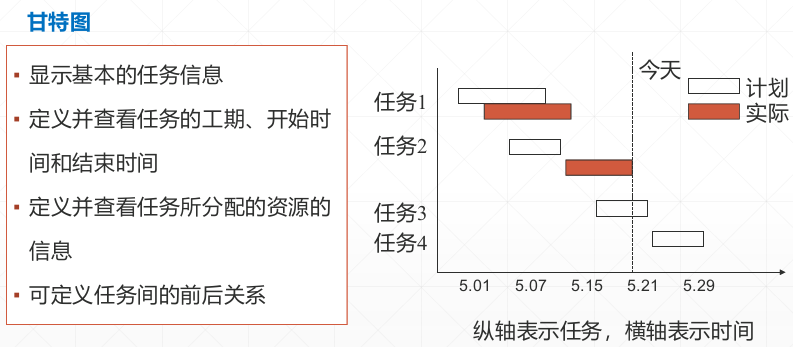 甘特图
▪ 显示基本的任务信息
▪ 定义并查看任务的工期、开始时
间和结束时间
▪ 定义并查看任务所分配的资源的
信息
▪ 可定义任务间的前后关系
今天
计划
实际
任务1
任务2
任务3
任务4
5.01 5.07 5.15 5.21 5.29
纵轴表示任务，横轴表示时间